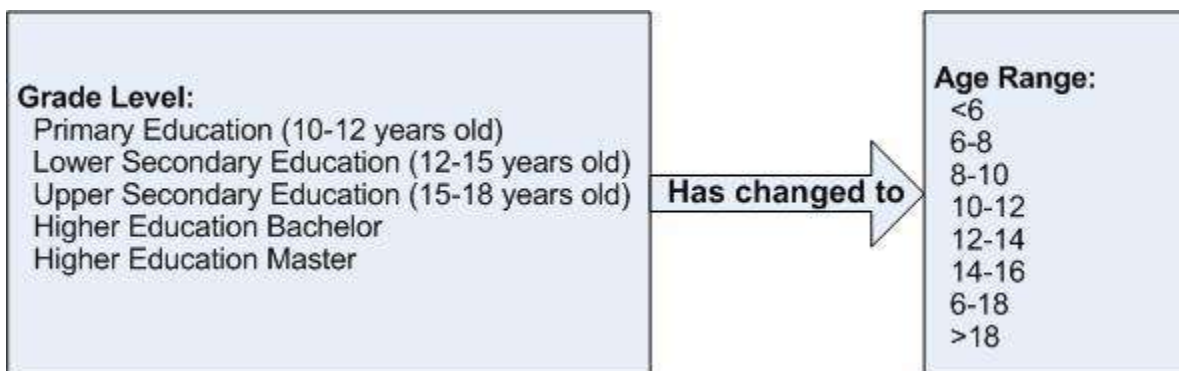 Grade Level:
Primary Education (10-12 years old)
Lower Secondary Education (12-15 years old)
Upper Secondary Education (15-18 years old)
Higher Education Bachelor
Higher Education Master
Has changed to
Age Range:
<6
6-8
8-10
10-12
12-14
14-16
6-18
>18